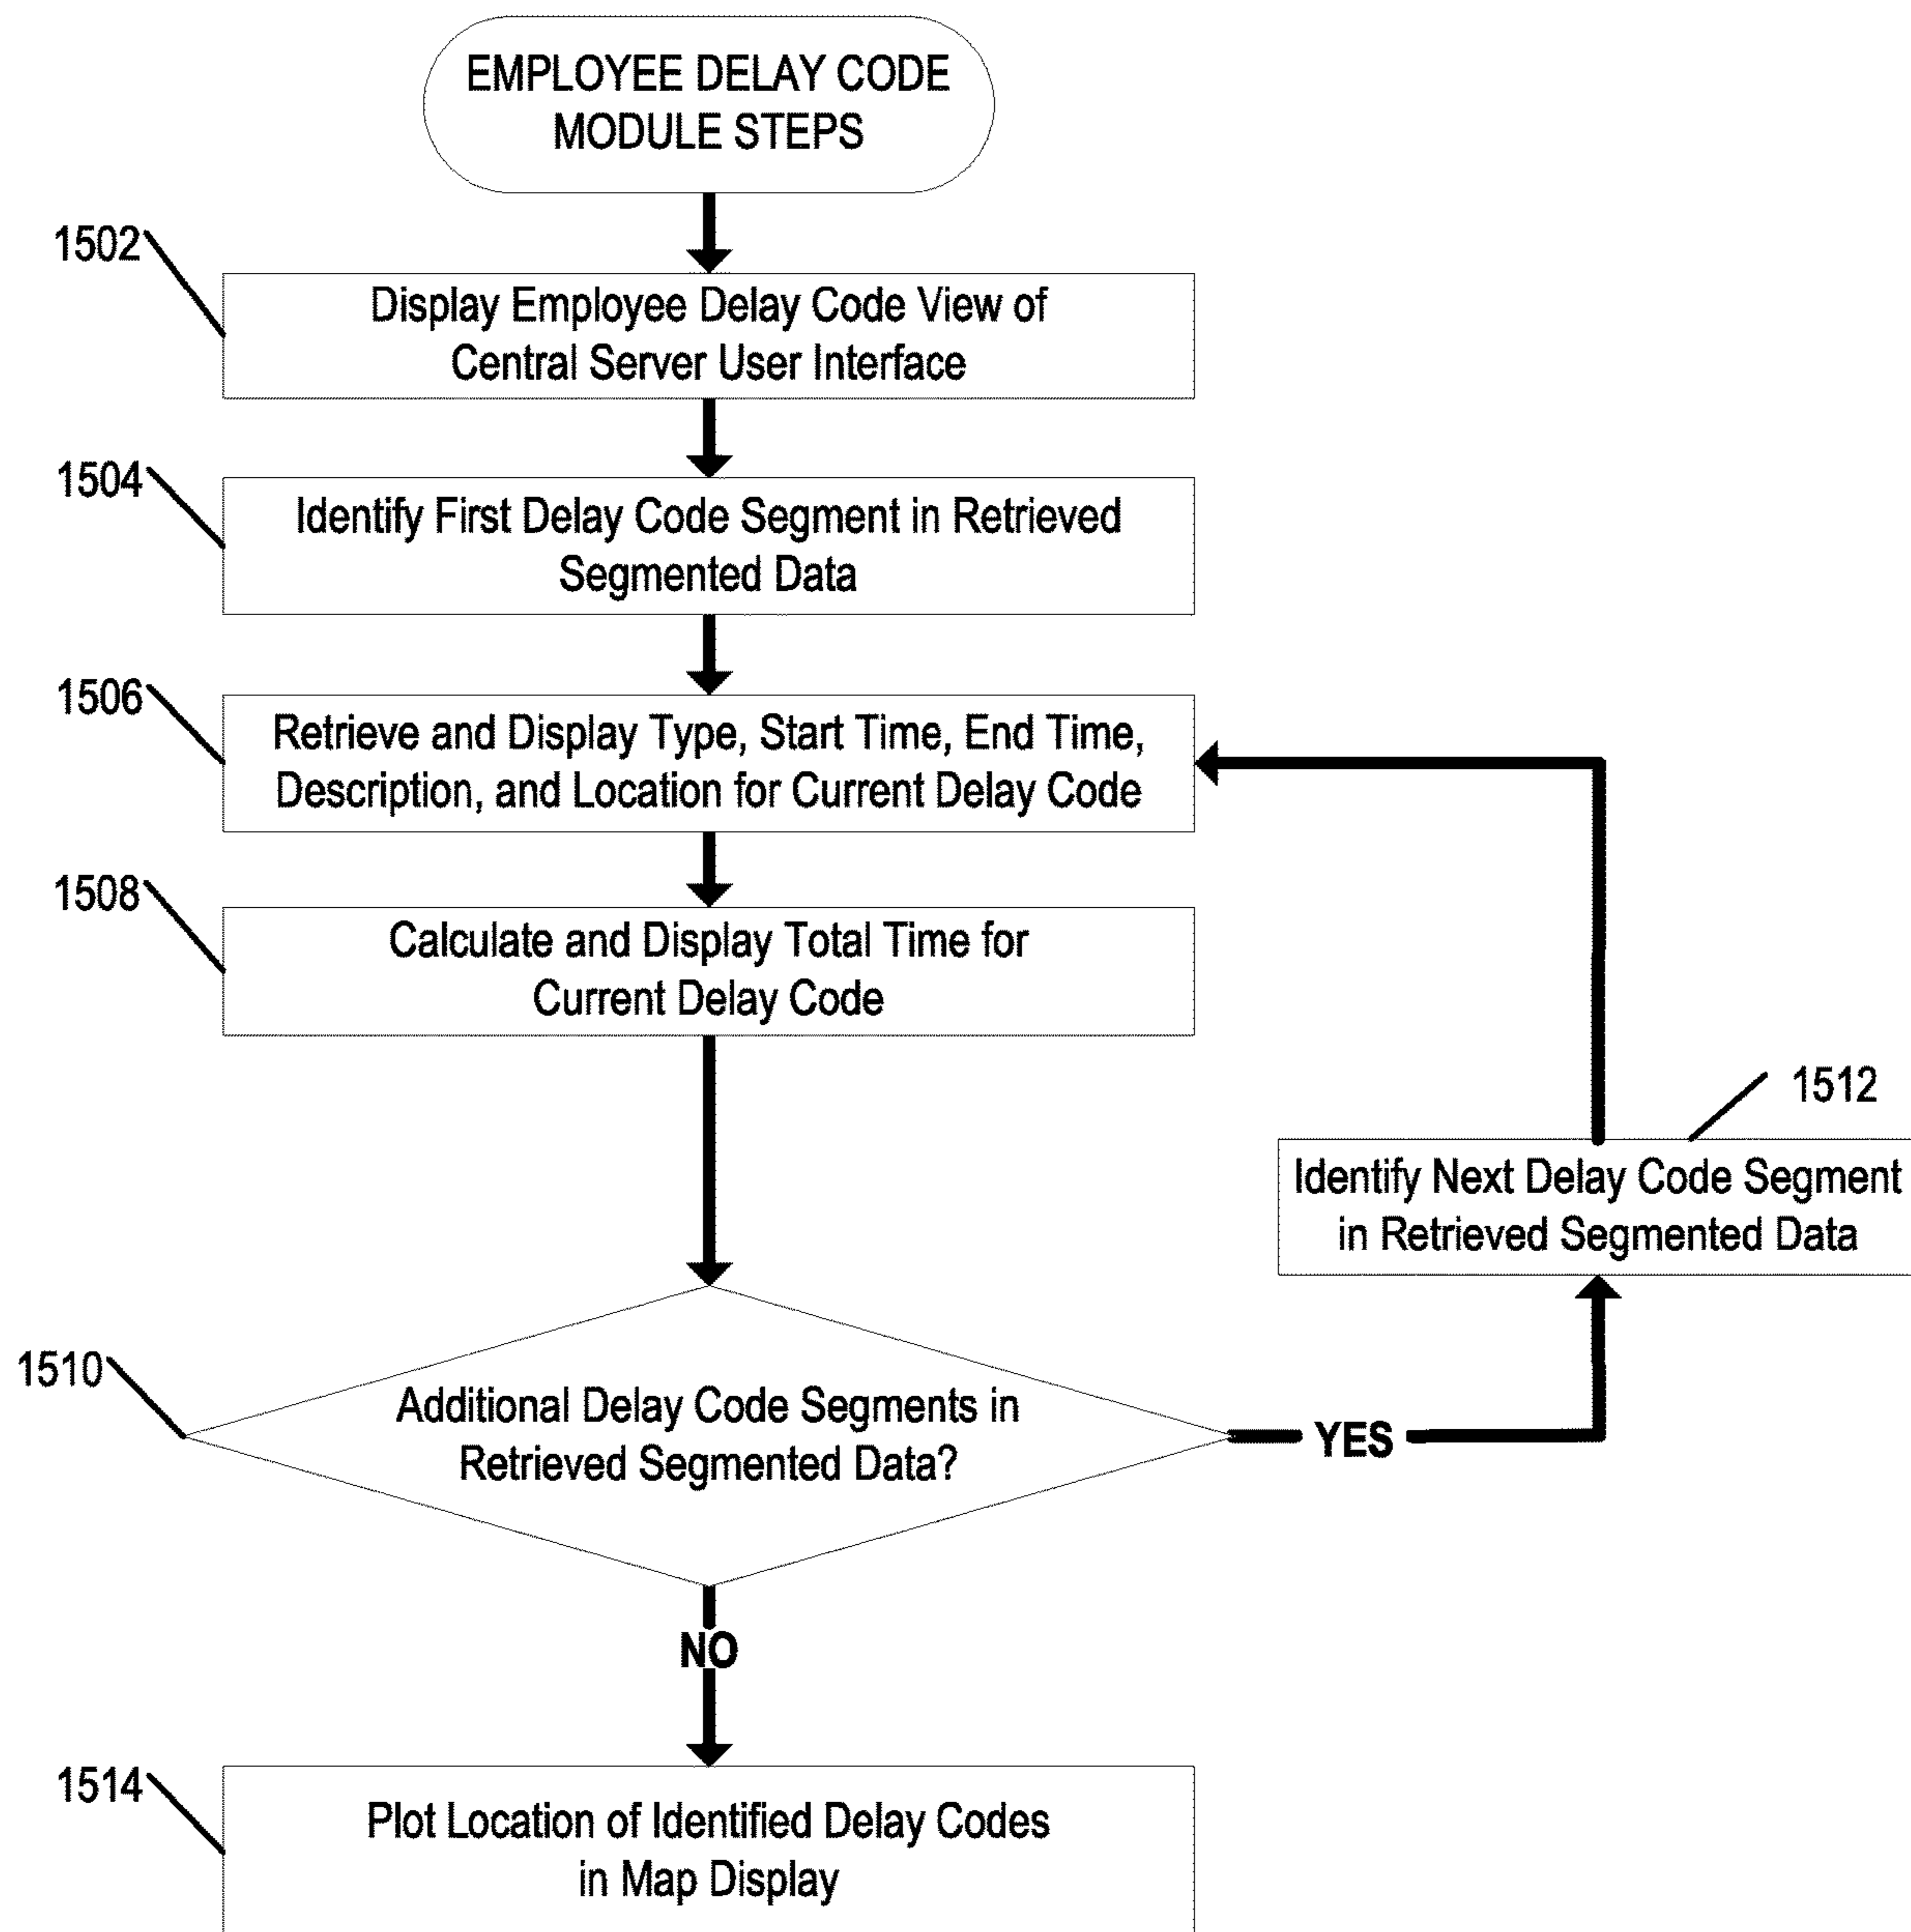 EMPLOYEE DELAY CODE
MODULE STEPS
1502
Display Employee Delay Code View of
Central Server User Interface
1504
Identify First Delay Code Segment in Retrieved
Segmented Data
1506
Retrieve and Display Type, Start Time, End Time,
Description, and Location for Current Delay Code
1508
Calculate and Display Total Time for
Current Delay Code
1512
Identify Next Delay Code Segment
in Retrieved Segmented Data
1510
Additional Delay Code Segments in
Retrieved Segmented Data?
YES
NO
1514
Plot Location of Identified Delay Codes
in Map Display